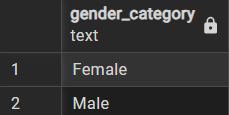 gender_category
text
1 Female
2 Male